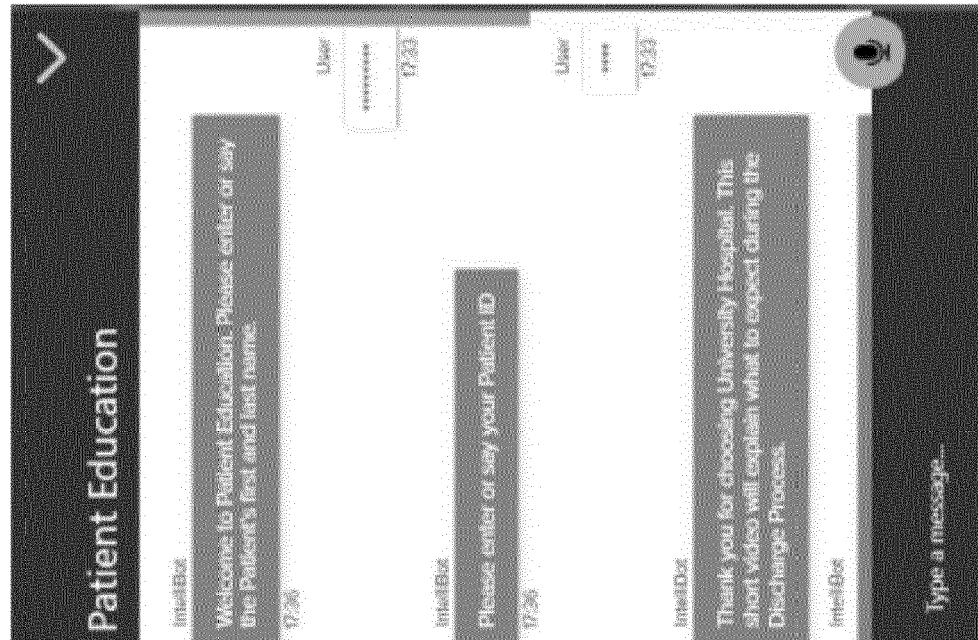 Patient Education
IntelliBot
Welcome to Patient Education. Please enter or say
the Patient's first and last name.
17:36
User
*********
17:33
IntelliBot
Please enter or say your Patient ID
17:36
User
****
17:33
IntelliBot
Thank you for choosing University Hospital. This
short video will explain what to expect during the
Discharge Process.
IntelliBot
Type a message...